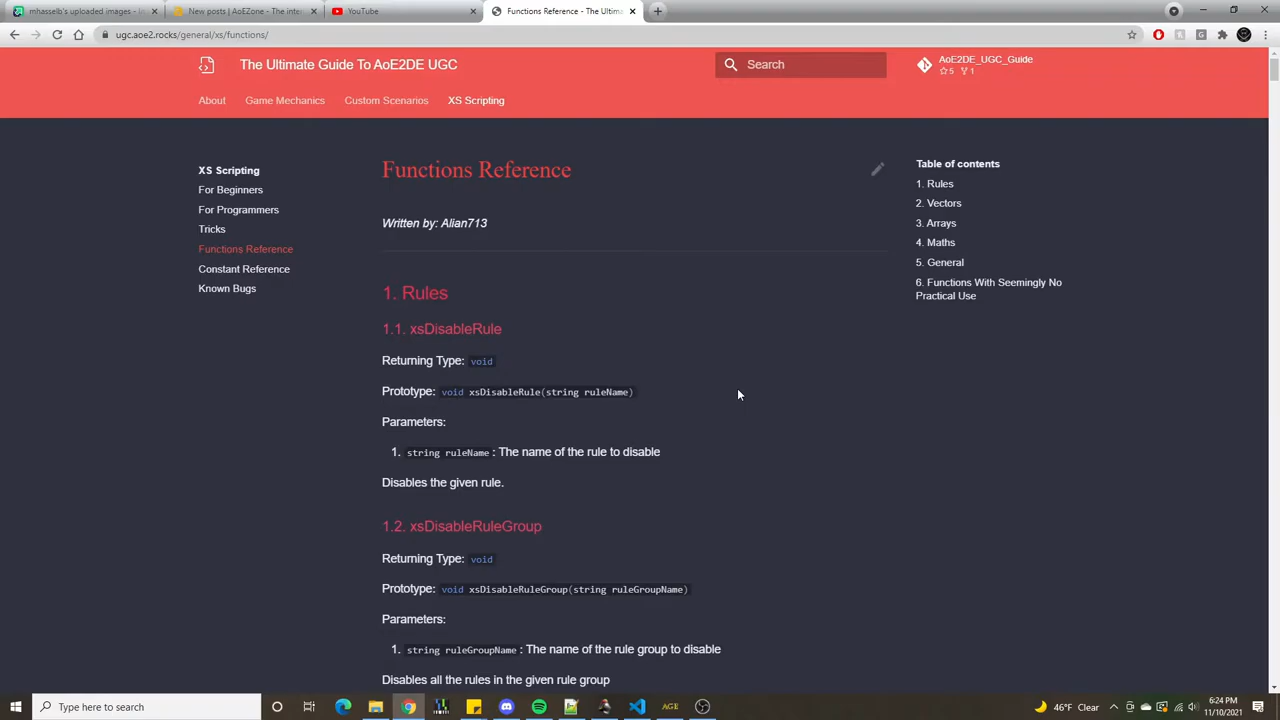 mhasselb's uploaded images - Im
New posts | AoEZone - The inter
YouTube
Functions Reference - The Ultima
ugc.aoe2.rocks/general/xs/functions/
The Ultimate Guide To AoE2DE UGC
Search
AoE2DE_UGC_Guide
5 1
About Game Mechanics Custom Scenarios XS Scripting
XS Scripting
For Beginners
For Programmers
Tricks
Functions Reference
Constant Reference
Known Bugs
Functions Reference
Written by: Alian713
1. Rules
1.1. xsDisableRule
Returning Type: void
Prototype: void xsDisableRule(string ruleName)
Parameters:
1. string ruleName : The name of the rule to disable
Disables the given rule.
1.2. xsDisableRuleGroup
Returning Type: void
Prototype: void xsDisableRuleGroup(string ruleGroupName)
Parameters:
1. string ruleGroupName : The name of the rule group to disable
Disables all the rules in the given rule group
Table of contents
1. Rules
2. Vectors
3. Arrays
4. Maths
5. General
6. Functions With Seemingly No
Practical Use
Type here to search
AGE
46°F Clear
6:24 PM
11/10/2021